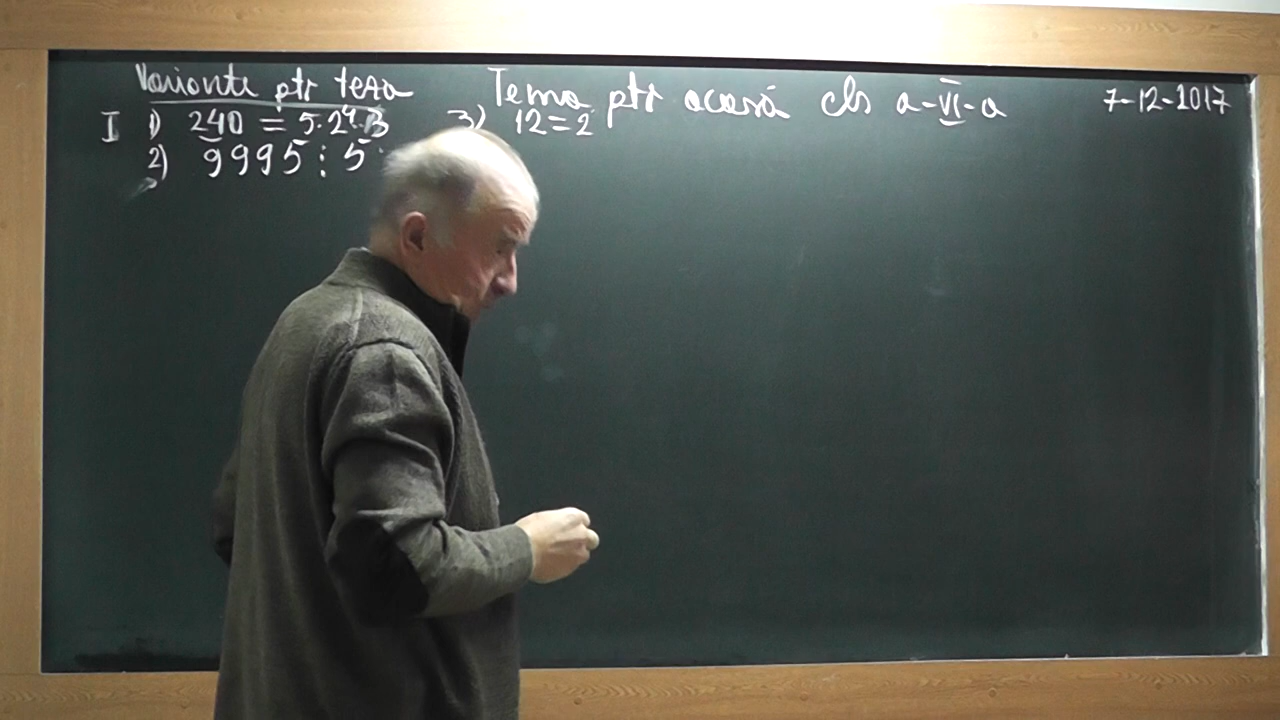 Variante ptr teza
Tema ptr acasă cls a-VI-a
7-12-2017
I 1) 240 = 5·2⁴·3
3) 12=2
2) 9995 ⋮ 5